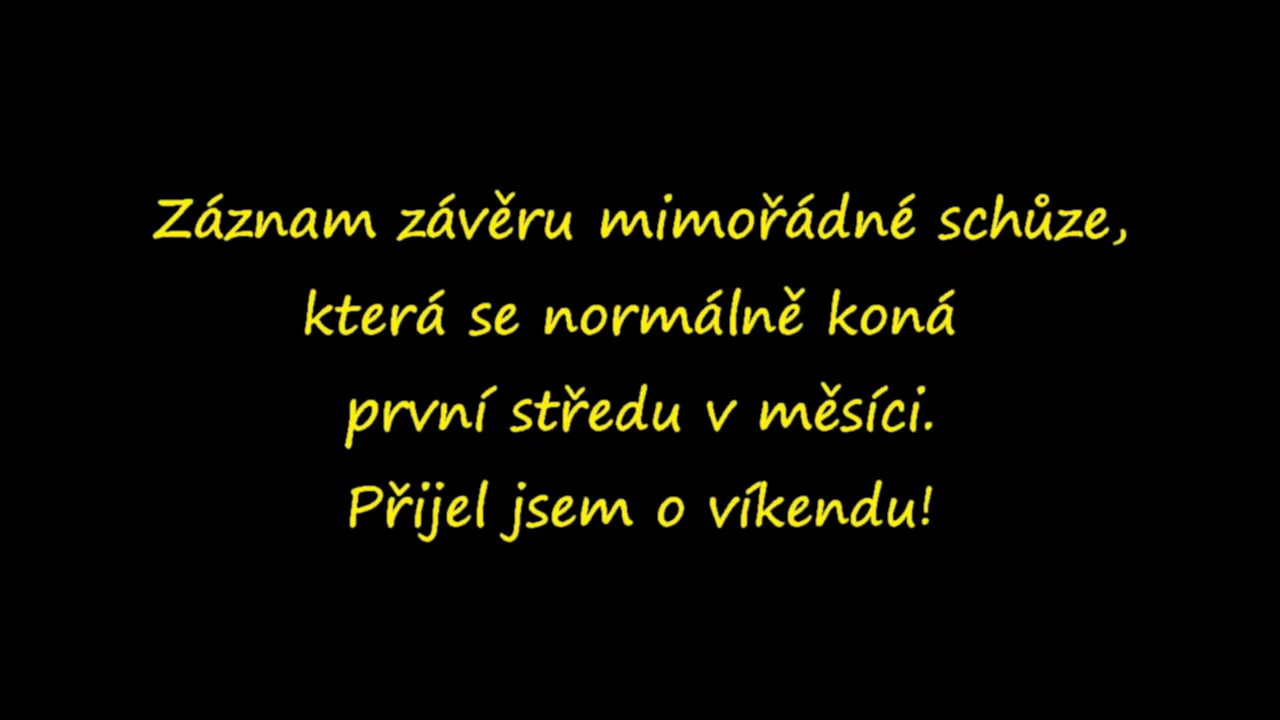 Záznam závěru mimořádné schůze,
která se normálně koná
první středu v měsíci.
Přijel jsem o víkendu!